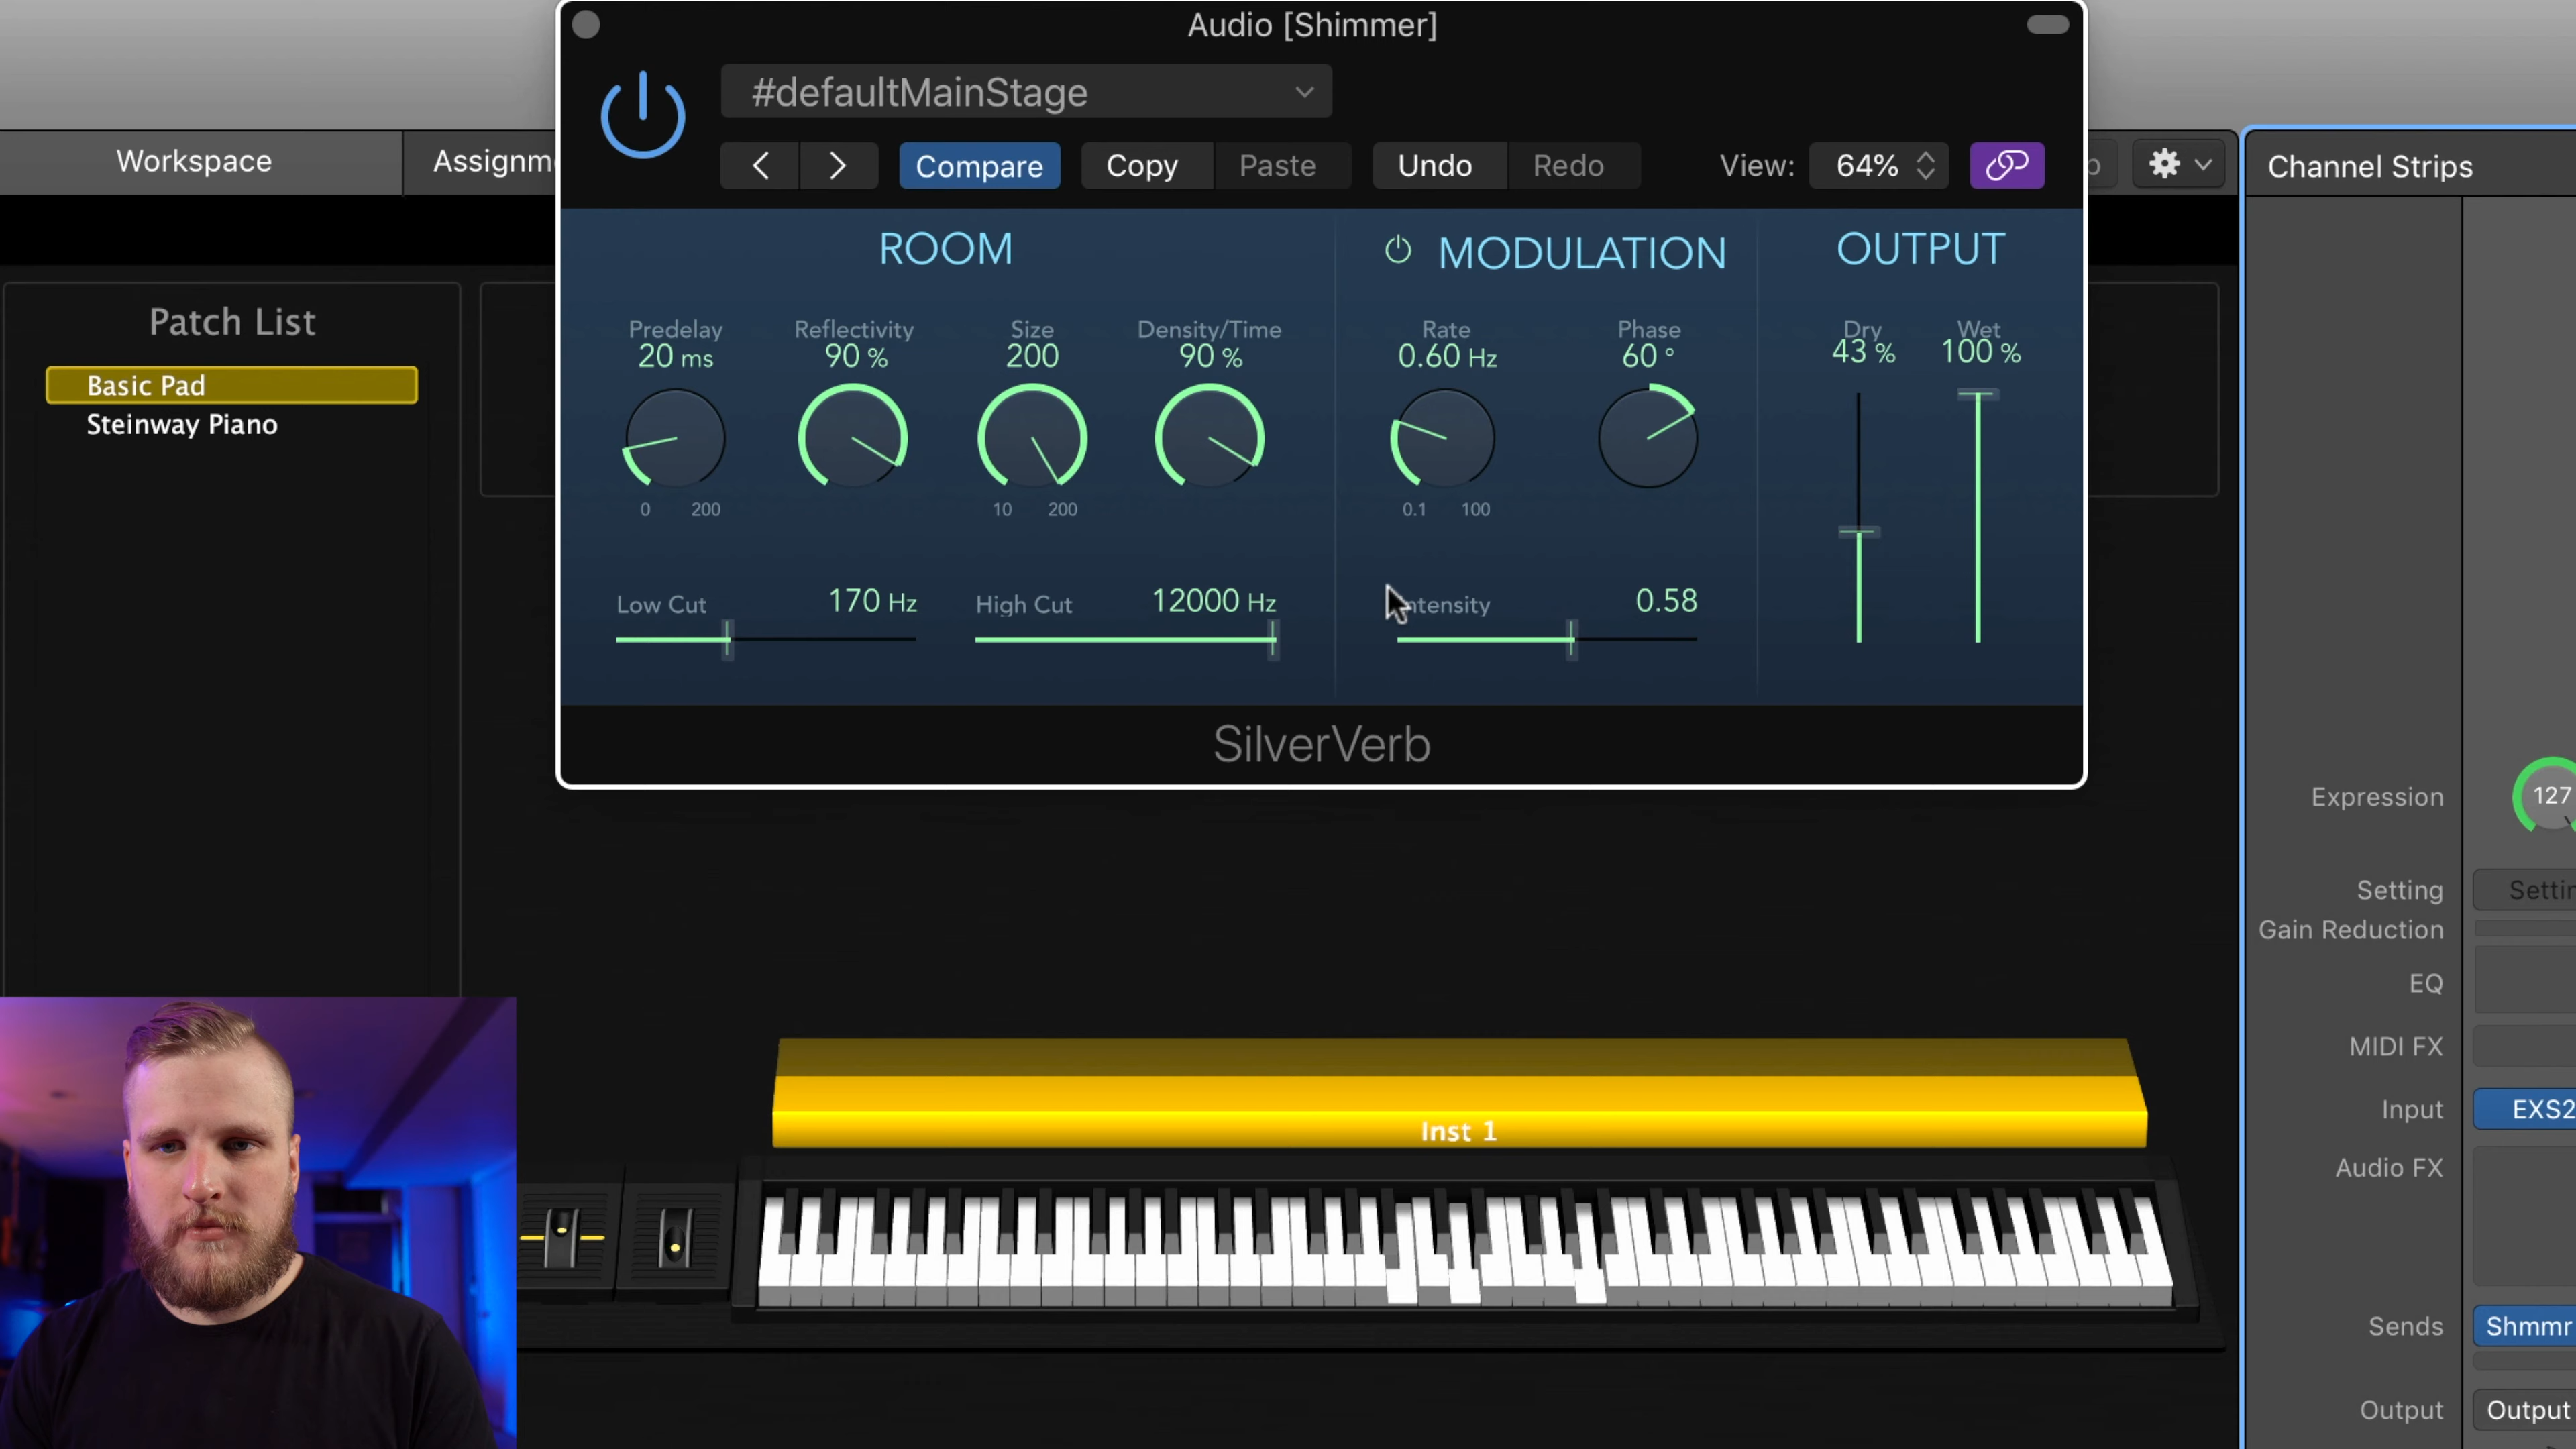 Audio [Shimmer]
#defaultMainStage
Compare
Copy
Paste
Undo
Redo
View:
64%
Workspace
Channel Strips
ROOM
MODULATION
OUTPUT
Predelay
20 ms
0 200
Reflectivity
90 %
Size
200
10 200
Density/Time
90 %
Rate
0.60 Hz
0.1 100
Phase
60 °
Dry
43 %
Wet
100 %
Low Cut
170 Hz
High Cut
12000 Hz
0.58
SilverVerb
Patch List
Basic Pad
Steinway Piano
Expression
127
Setting
Gain Reduction
EQ
MIDI FX
Input
EXS2
Audio FX
Sends
Shmmr
Output
Output
Inst 1